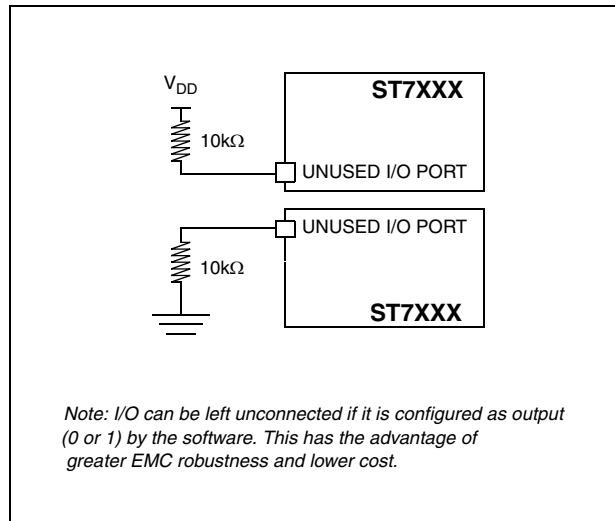 V_DD
ST7XXX
10kΩ
UNUSED I/O PORT
UNUSED I/O PORT
10kΩ
ST7XXX
Note: I/O can be left unconnected if it is configured as output
(0 or 1) by the software. This has the advantage of
greater EMC robustness and lower cost.